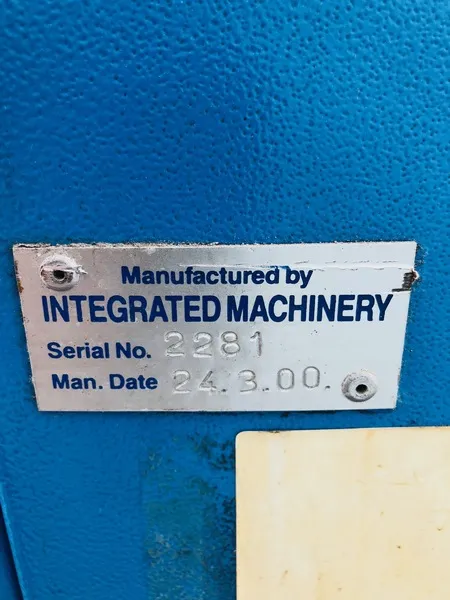 Manufactured by
INTEGRATED MACHINERY
Serial No. 2281
Man. Date 24.3.00.